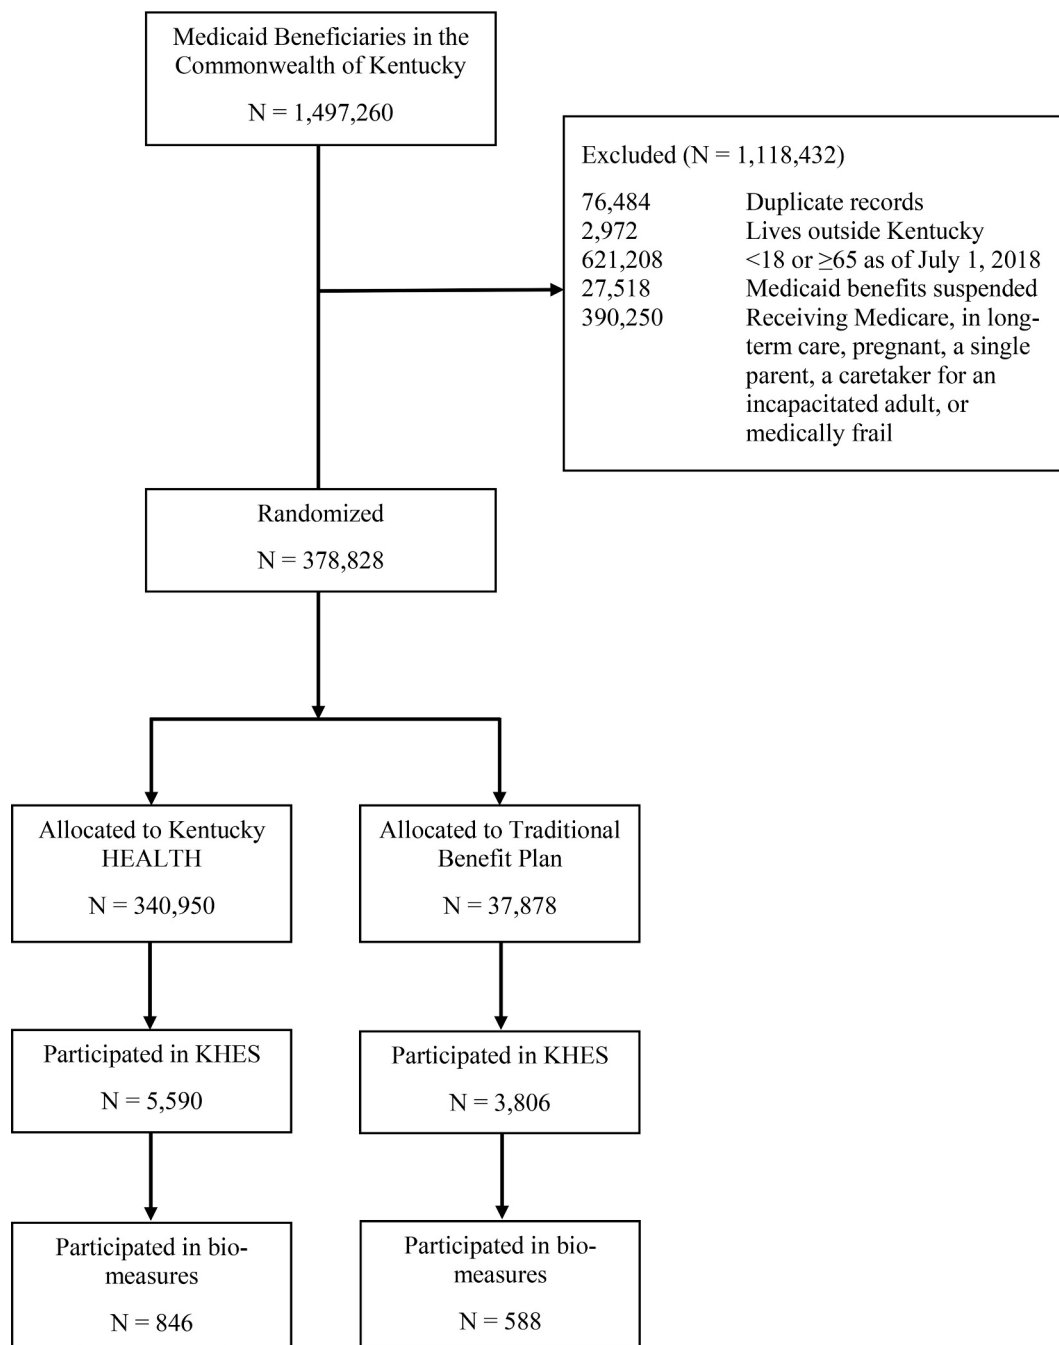 Medicaid Beneficiaries in the
Commonwealth of Kentucky
N = 1,497,260
Excluded (N = 1,118,432)
76,484 Duplicate records
2,972 Lives outside Kentucky
621,208 <18 or ≥65 as of July 1, 2018
27,518 Medicaid benefits suspended
390,250 Receiving Medicare, in long-
term care, pregnant, a single
parent, a caretaker for an
incapacitated adult, or
medically frail
Randomized
N = 378,828
Allocated to Kentucky
HEALTH
N = 340,950
Allocated to Traditional
Benefit Plan
N = 37,878
Participated in KHES
N = 5,590
Participated in KHES
N = 3,806
Participated in bio-
measures
N = 846
Participated in bio-
measures
N = 588